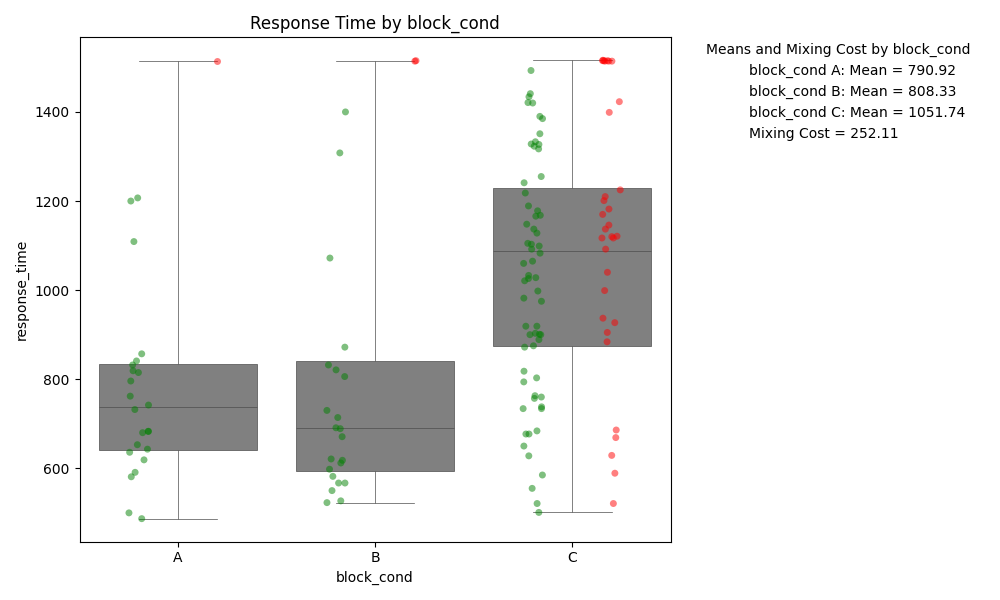 Response Time by block_cond
Means and Mixing Cost by block_cond
block_cond A: Mean = 790.92
block_cond B: Mean = 808.33
block_cond C: Mean = 1051.74
Mixing Cost = 252.11
response_time
1400
1200
1000
800
600
A
B
C
block_cond